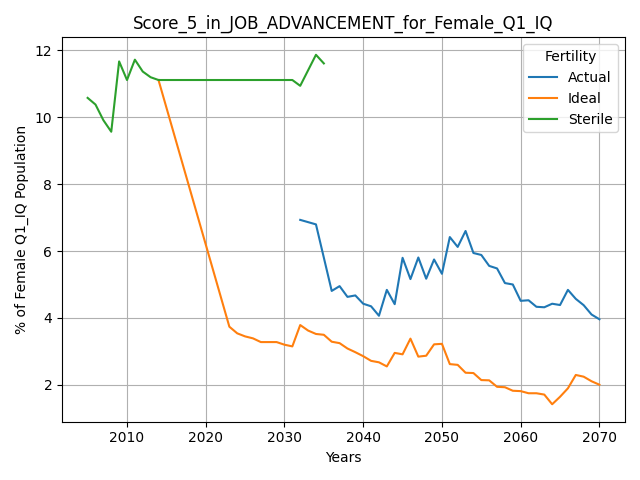 Score_5_in_JOB_ADVANCEMENT_for_Female_Q1_IQ
Fertility
Actual
Ideal
Sterile
% of Female Q1_IQ Population
12
10
8
6
4
2
2010 2020 2030 2040 2050 2060 2070
Years